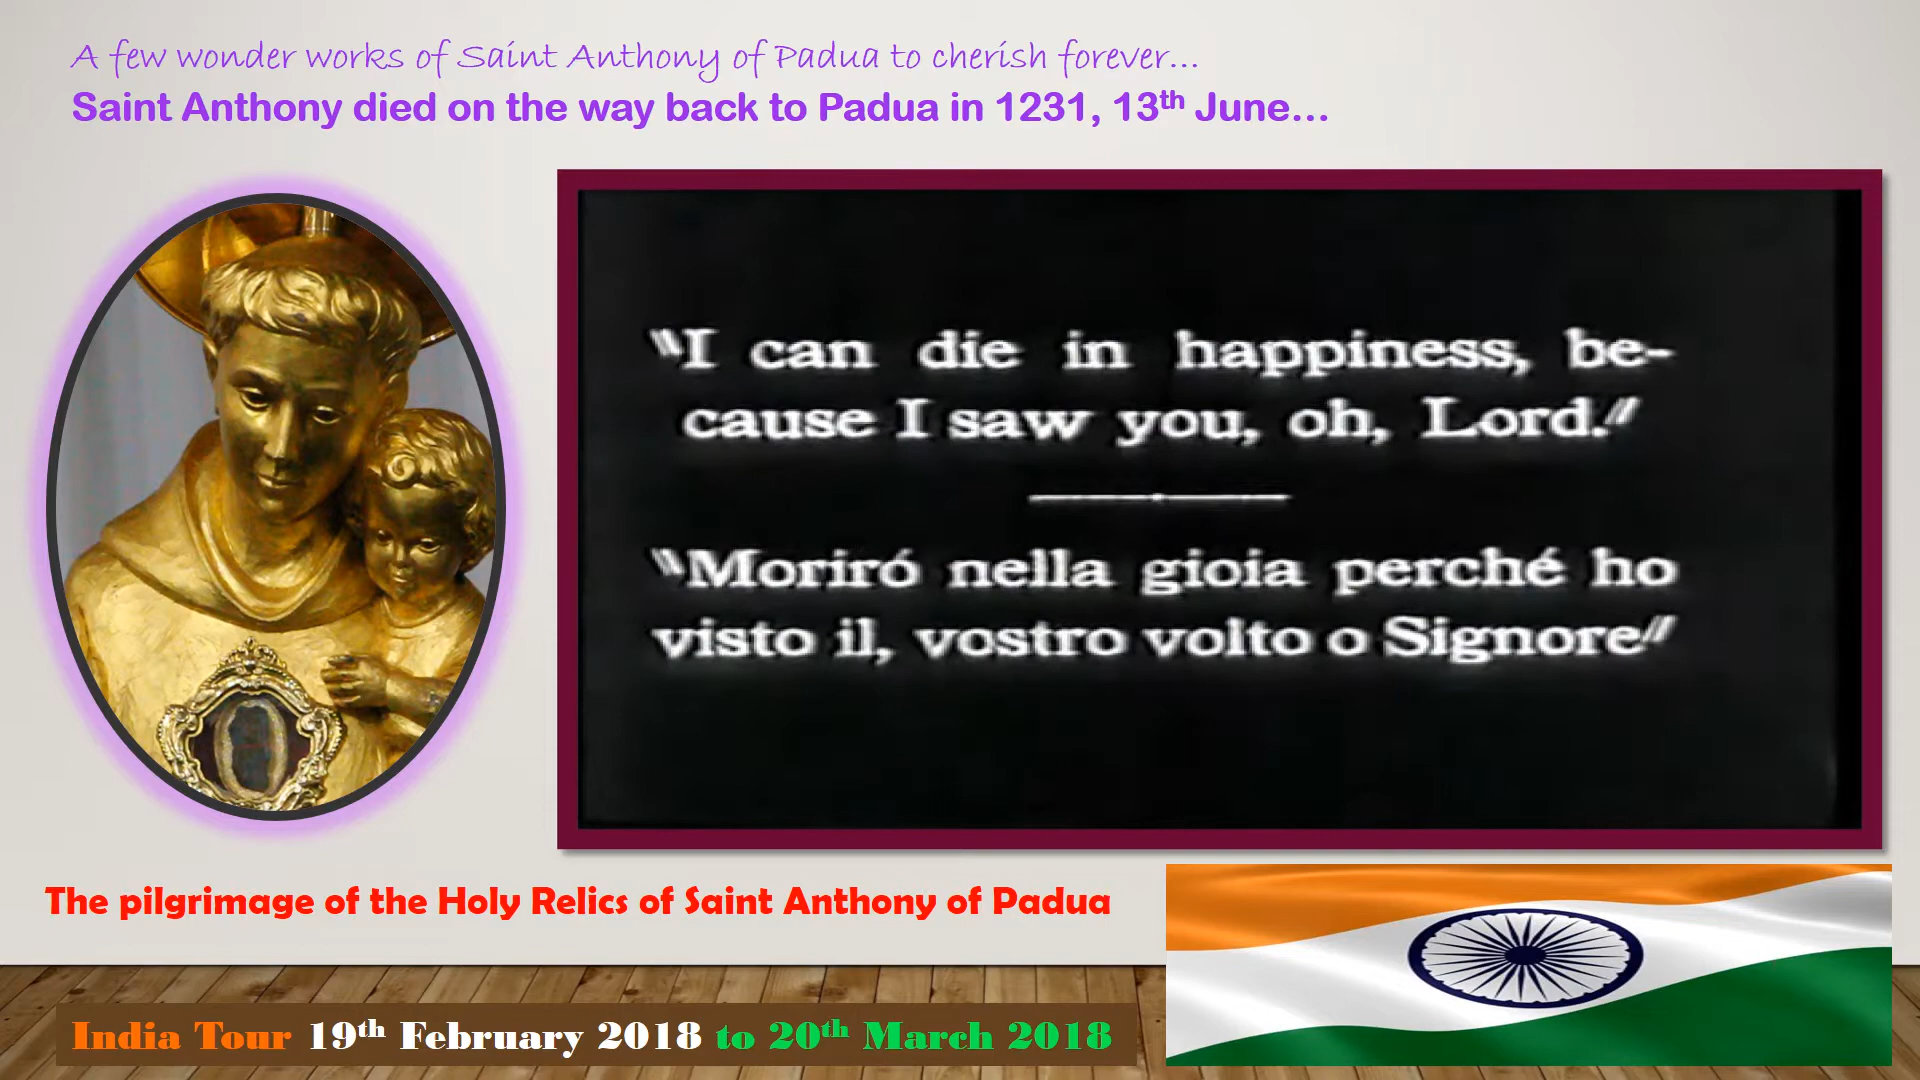 A few wonder works of Saint Anthony of Padua to cherish forever...
Saint Anthony died on the way back to Padua in 1231, 13th June...
"I can die in happiness, be-
cause I saw you, oh, Lord."
"Moriró nella gioia perché ho
visto il, vostro volto o Signore"
The pilgrimage of the Holy Relics of Saint Anthony of Padua
India Tour 19th February 2018 to 20th March 2018